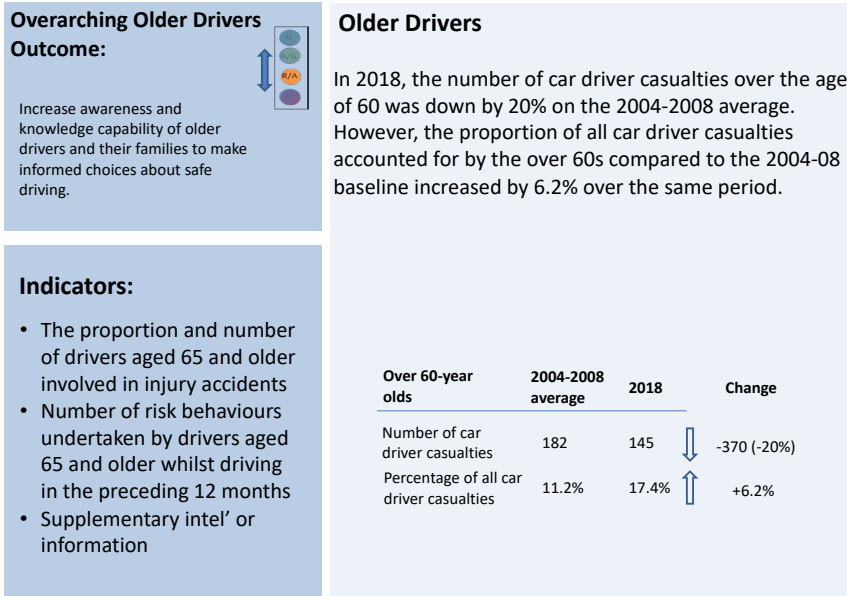 Overarching Older Drivers
Outcome:
A/G
R/A
Increase awareness and
knowledge capability of older
drivers and their families to make
informed choices about safe
driving.
Indicators:
• The proportion and number
of drivers aged 65 and older
involved in injury accidents
• Number of risk behaviours
undertaken by drivers aged
65 and older whilst driving
in the preceding 12 months
• Supplementary intel’ or
information
Older Drivers
In 2018, the number of car driver casualties over the age
of 60 was down by 20% on the 2004-2008 average.
However, the proportion of all car driver casualties
accounted for by the over 60s compared to the 2004-08
baseline increased by 6.2% over the same period.
Over 60-year olds 2004-2008 average 2018 Change
Number of car driver casualties 182 145 -370 (-20%)
Percentage of all car driver casualties 11.2% 17.4% +6.2%